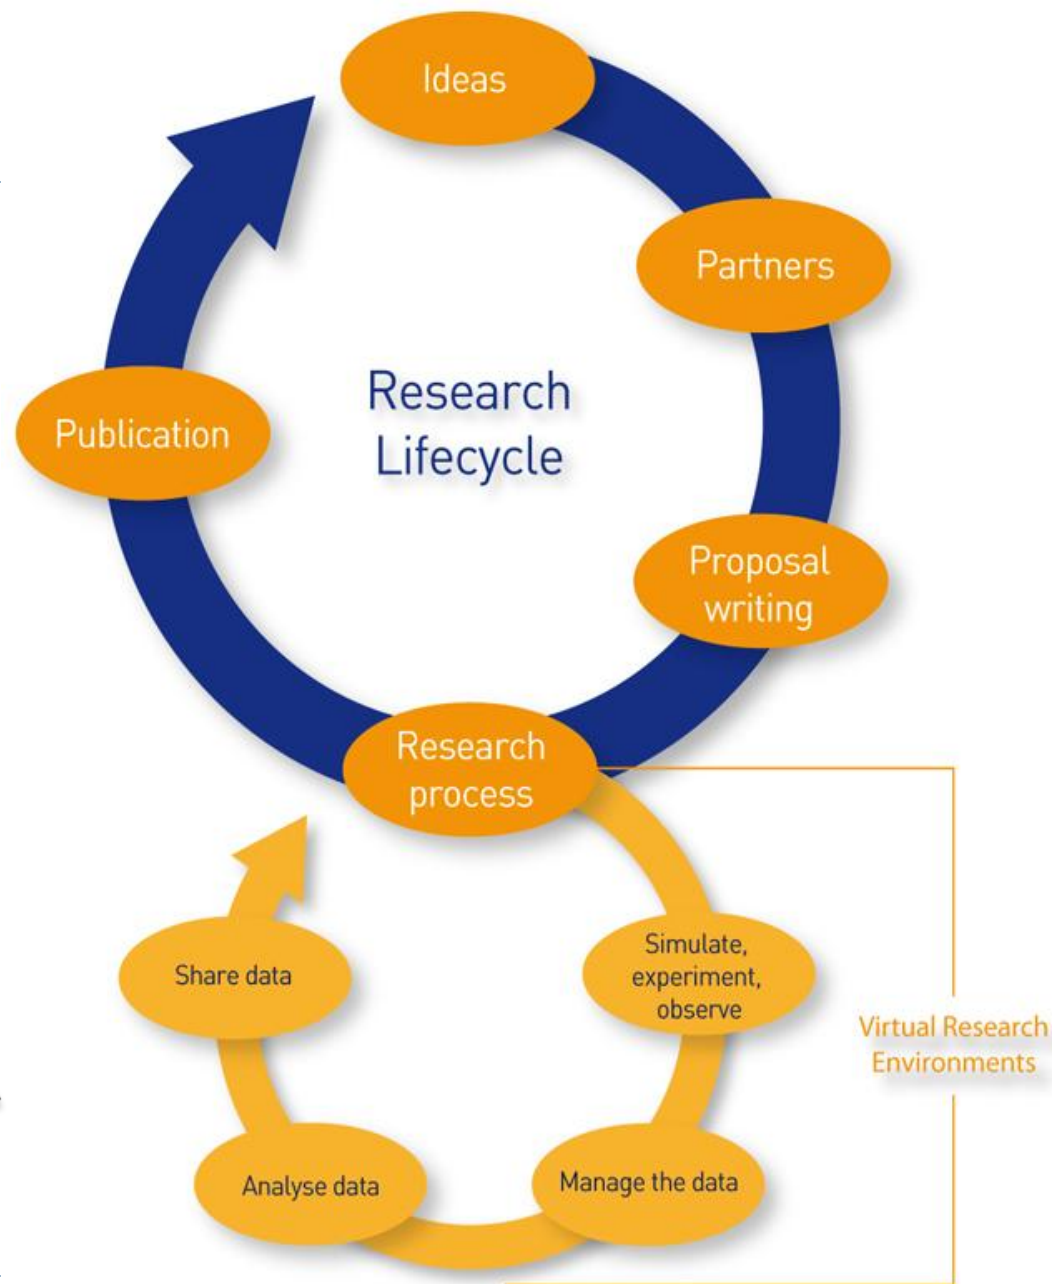 Ideas
Partners
Research
Lifecycle
Publication
Proposal
writing
Research
process
Simulate,
experiment,
observe
Share data
Virtual Research
Environments
Manage the data
Analyse data